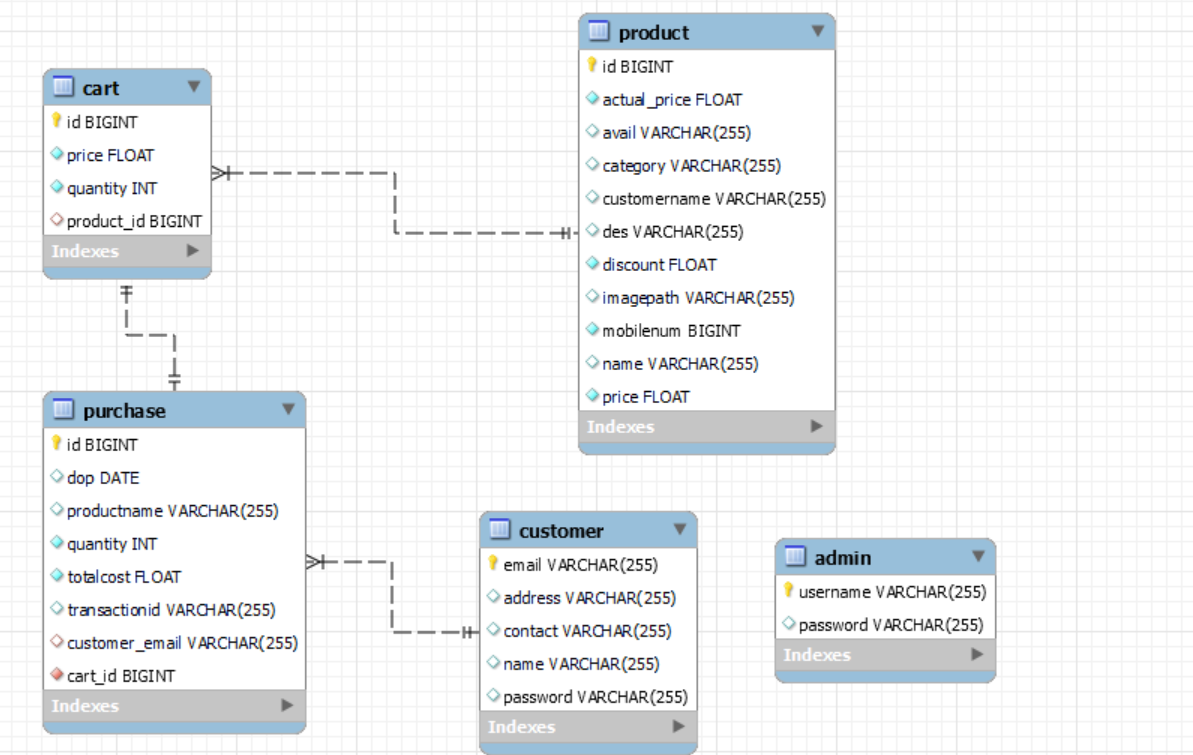 cart
id BIGINT
price FLOAT
quantity INT
product_id BIGINT
Indexes
product
id BIGINT
actual_price FLOAT
avail VARCHAR(255)
category VARCHAR(255)
customername VARCHAR(255)
des VARCHAR(255)
discount FLOAT
imagepath VARCHAR(255)
mobilenum BIGINT
name VARCHAR(255)
price FLOAT
Indexes
purchase
id BIGINT
dop DATE
productname VARCHAR(255)
quantity INT
totalcost FLOAT
transactionid VARCHAR(255)
customer_email VARCHAR(255)
cart_id BIGINT
Indexes
customer
email VARCHAR(255)
address VARCHAR(255)
contact VARCHAR(255)
name VARCHAR(255)
password VARCHAR(255)
Indexes
admin
username VARCHAR(255)
password VARCHAR(255)
Indexes